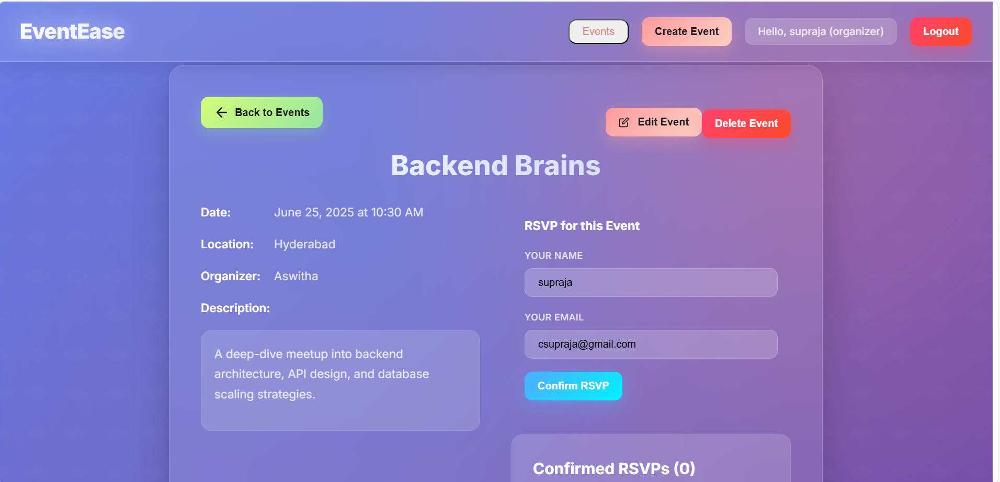 EventEase
Events
Create Event
Hello, supraja (organizer)
Logout
Back to Events
Edit Event
Delete Event
Backend Brains
Date: June 25, 2025 at 10:30 AM
Location: Hyderabad
Organizer: Aswitha
Description:
A deep-dive meetup into backend
architecture, API design, and database
scaling strategies.
RSVP for this Event
YOUR NAME
supraja
YOUR EMAIL
csupraja@gmail.com
Confirm RSVP
Confirmed RSVPs (0)